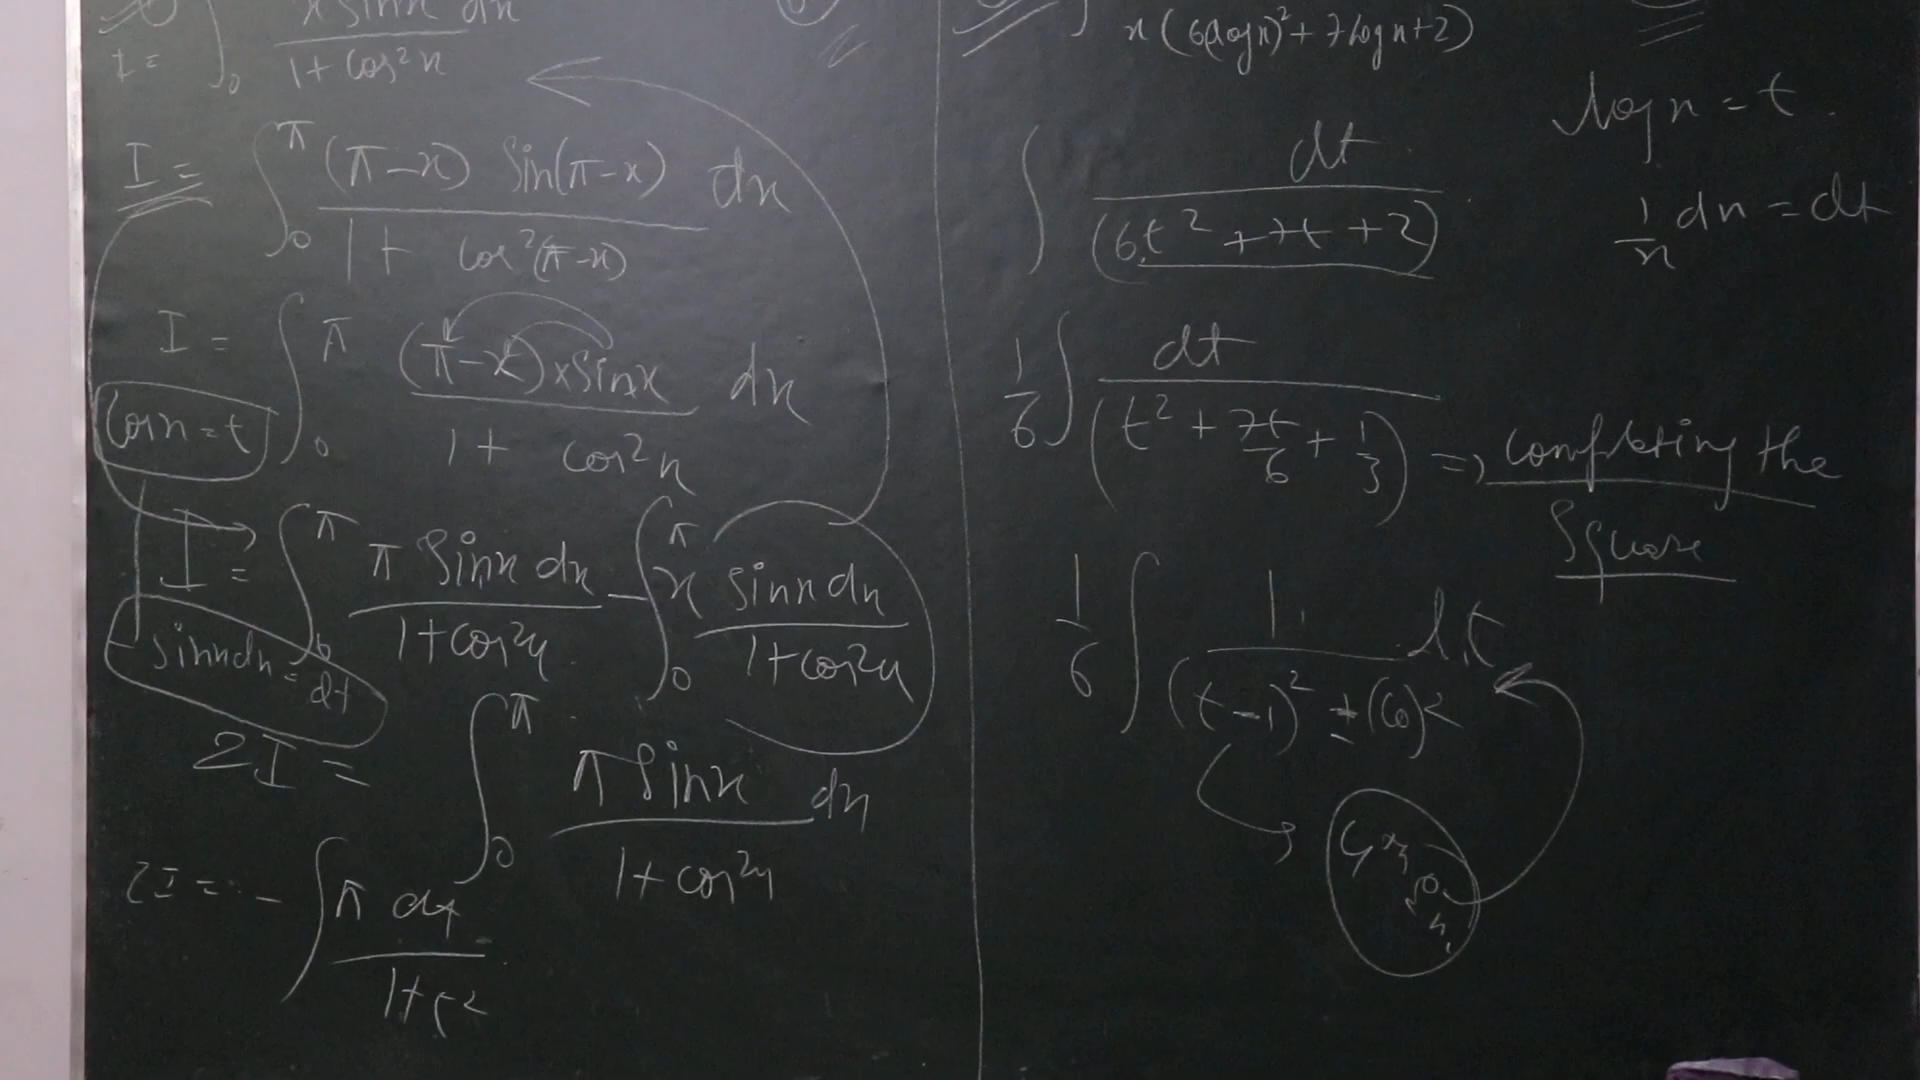 x sinx dx
I = ∫₀
1 + cos²x
I = ∫₀^π (π-x) sin(π-x) dx
1 + cos²(π-x)
I = ∫₀^π (π-x) x sinx dx
1 + cos²x
cosx = t
I = ∫₀^π π sinx dx - ∫₀^π x sinx dx
1+cos²x 1+cos²x
- sinxdx = dt
2I = ∫₀^π π sinx dx
1+cos²x
2I = - ∫ π dt
1+t²
∫
x(6(logx)²+7logx+2)
logx = t
∫ dt
(6t²+7t+2)
1/x dx = dt
1/6 ∫ dt
(t² + 7t/6 + 1/3) => completing the
Square
1/6 ∫ 1 dt
(t-1)² ± ( )²